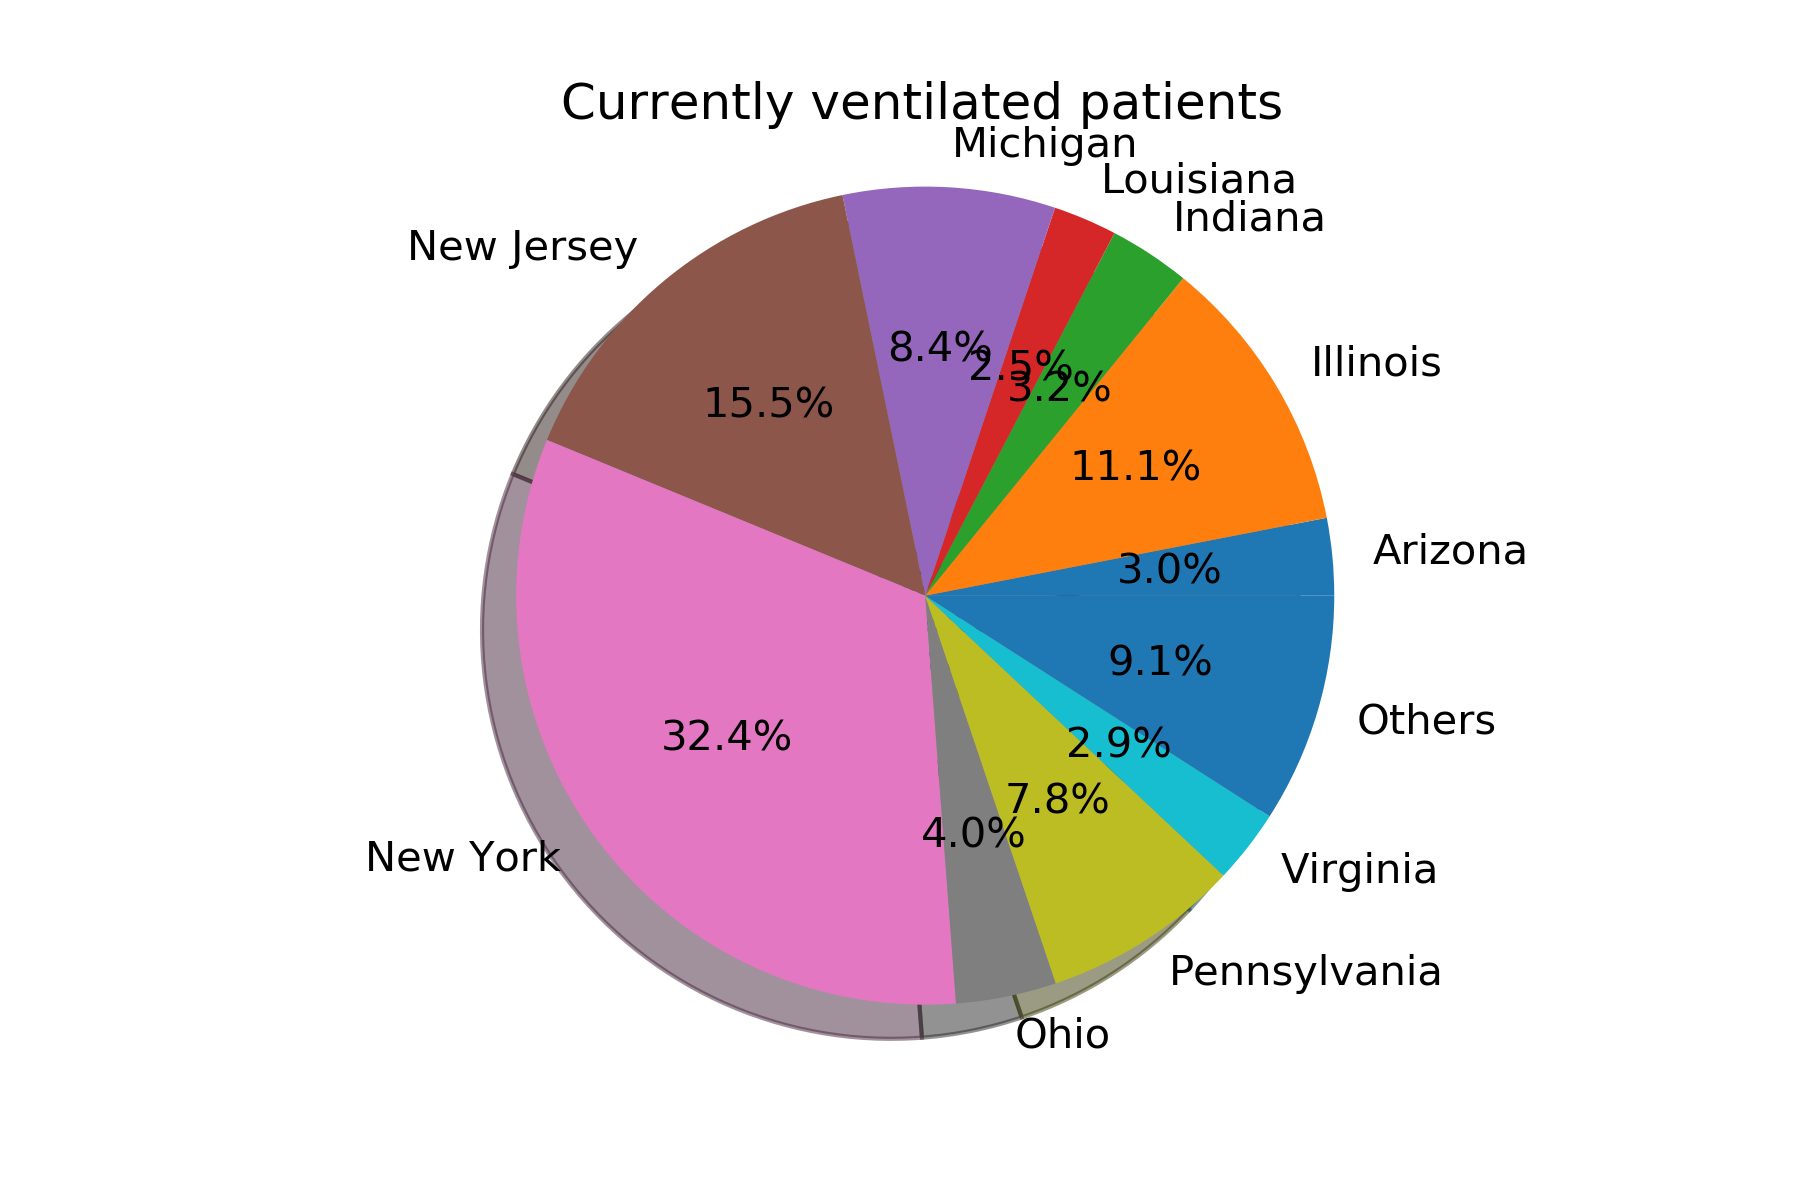 Currently ventilated patients
Michigan
Louisiana
Indiana
New Jersey
Illinois
8.4%
2.5%
3.2%
15.5%
11.1%
Arizona
3.0%
9.1%
Others
32.4%
2.9%
7.8%
4.0%
New York
Virginia
Pennsylvania
Ohio